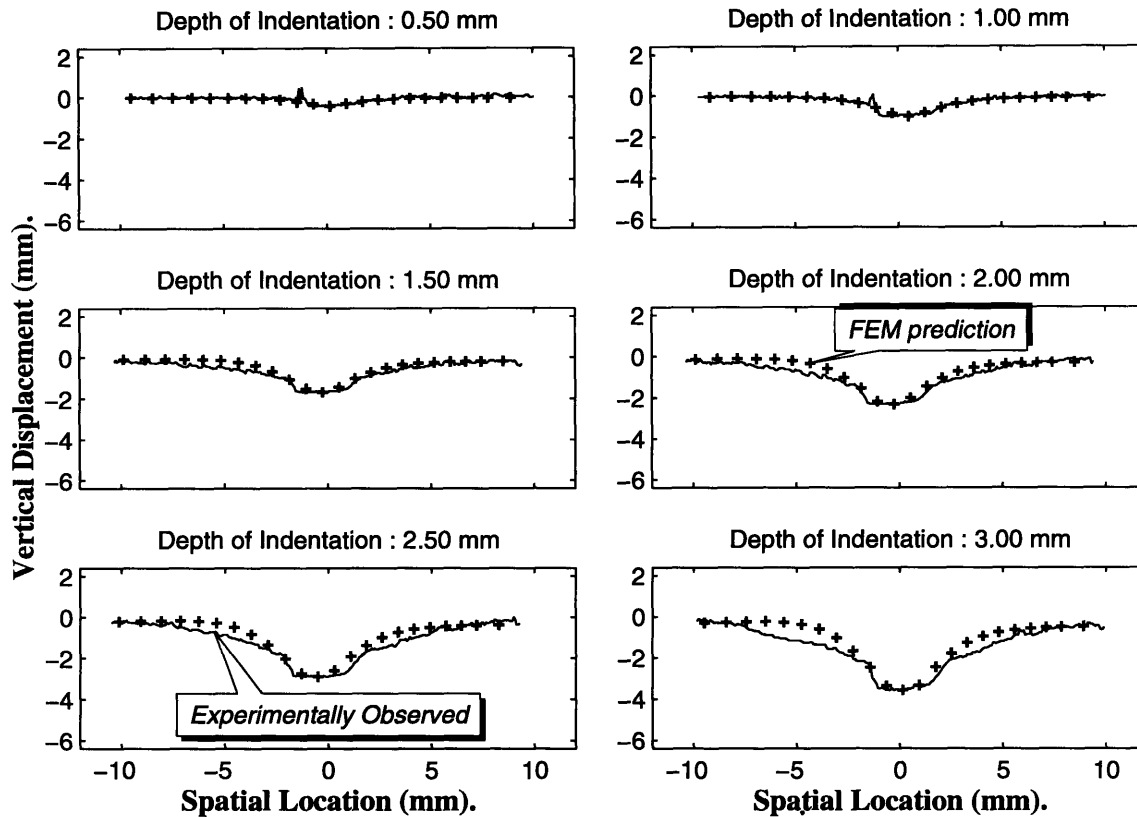 Depth of Indentation : 0.50 mm
Depth of Indentation : 1.00 mm
2
0
−2
−4
−6
2
0
−2
−4
−6
Depth of Indentation : 1.50 mm
Depth of Indentation : 2.00 mm
2
0
−2
−4
−6
2
0
−2
−4
−6
FEM prediction
Vertical Displacement (mm).
Depth of Indentation : 2.50 mm
Depth of Indentation : 3.00 mm
2
0
−2
−4
−6
2
0
−2
−4
−6
Experimentally Observed
−10 −5 0 5 10
−10 −5 0 5 10
Spatial Location (mm).
Spatial Location (mm).